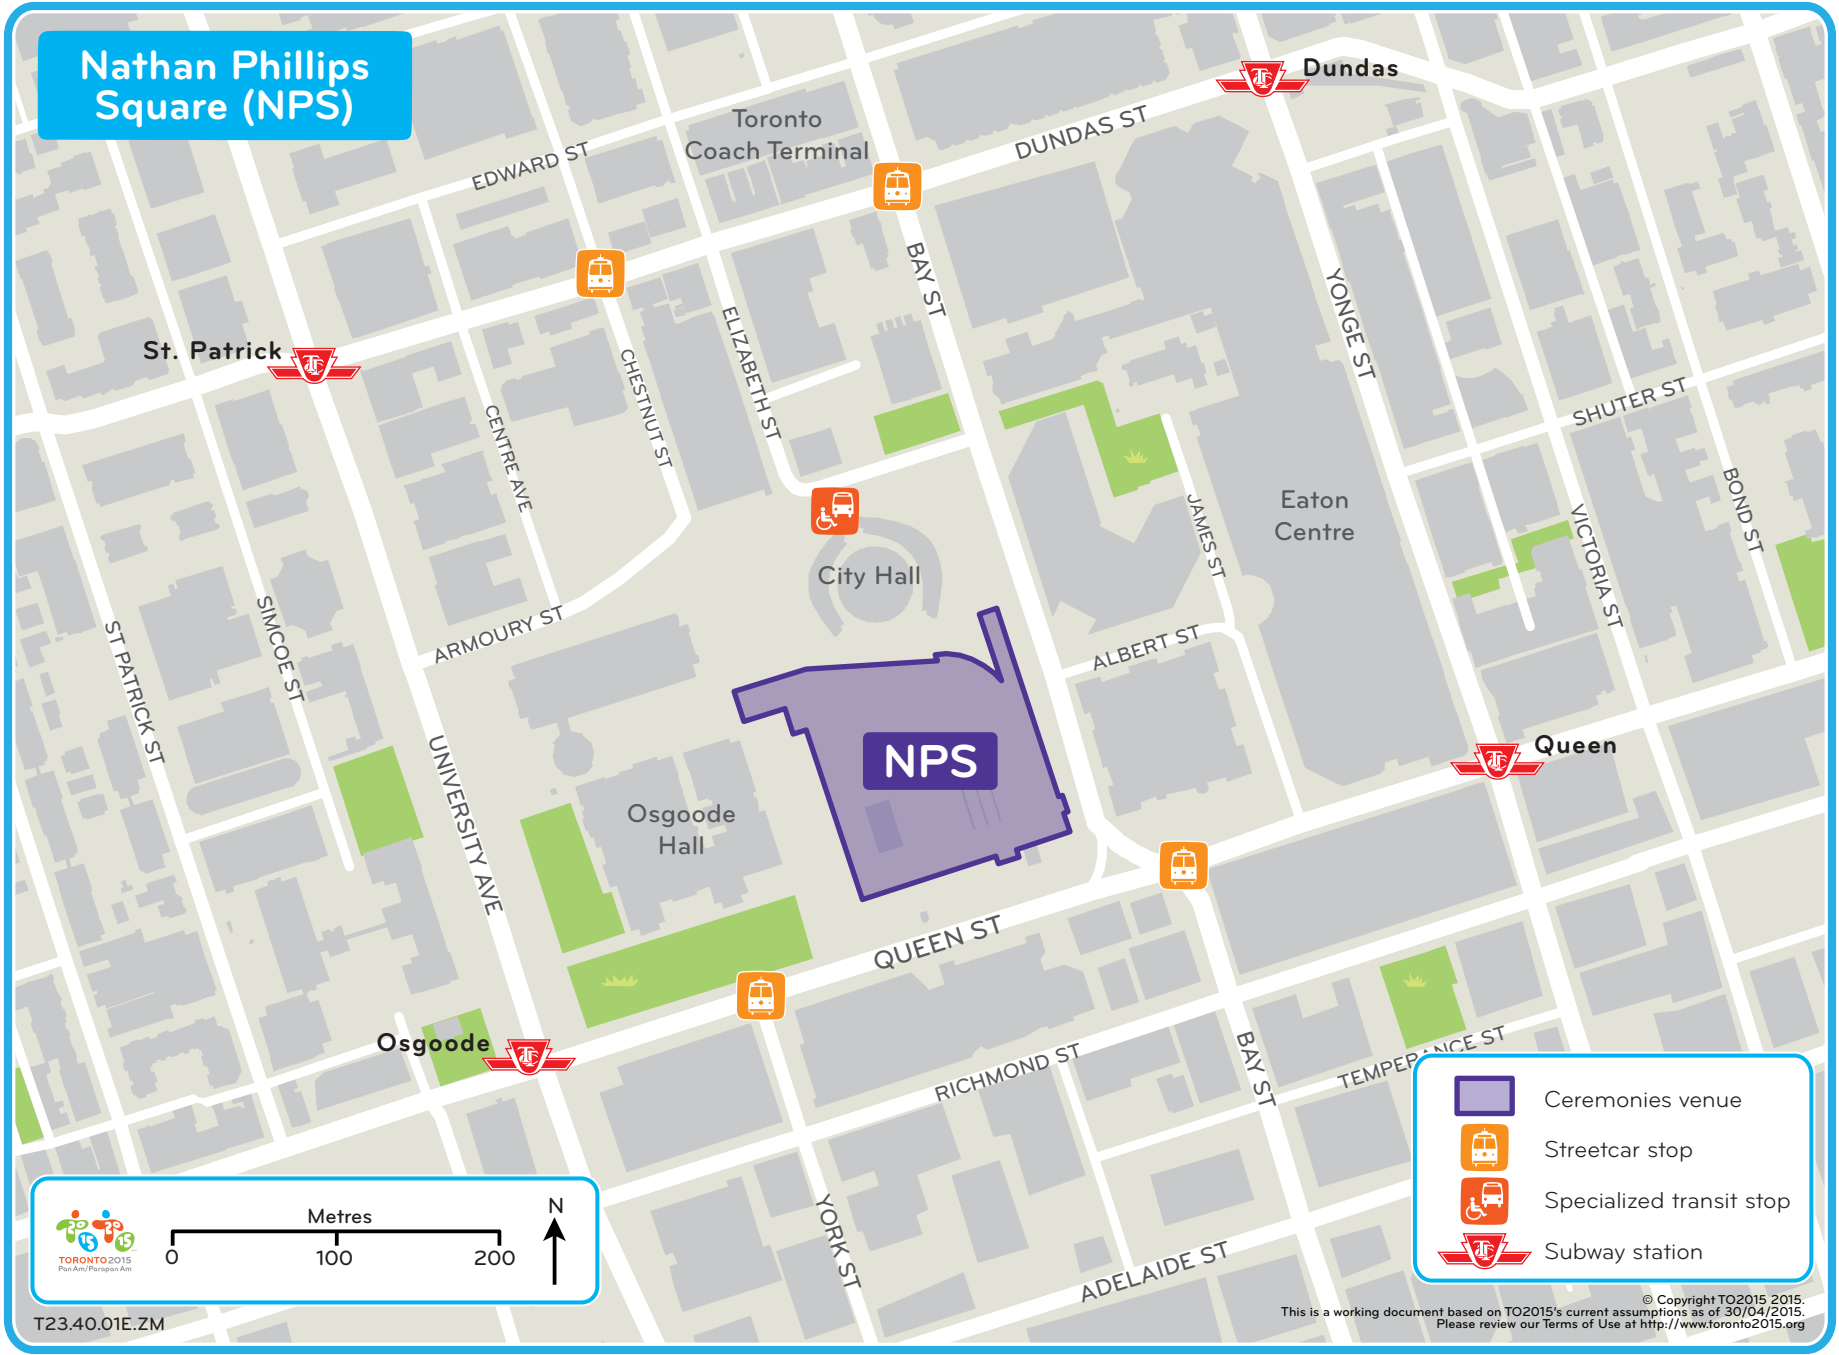 Nathan Phillips
Square (NPS)
Dundas
Toronto
Coach Terminal
DUNDAS ST
EDWARD ST
BAY ST
YONGE ST
ELIZABETH ST
CHESTNUT ST
St. Patrick
CENTRE AVE
SHUTER ST
BOND ST
JAMES ST
Eaton
Centre
VICTORIA ST
City Hall
SIMCOE ST
ST PATRICK ST
ARMOURY ST
ALBERT ST
UNIVERSITY AVE
NPS
Queen
Osgoode
Hall
QUEEN ST
Osgoode
RICHMOND ST
BAY ST
TEMPERANCE ST
YORK ST
ADELAIDE ST
Ceremonies venue
Streetcar stop
Specialized transit stop
Subway station
Metres
0 100 200
N
TORONTO2015
Pan Am/Parapan Am
T23.40.01E.ZM
© Copyright TO2015 2015.
This is a working document based on TO2015's current assumptions as of 30/04/2015.
Please review our Terms of Use at http://www.toronto2015.org